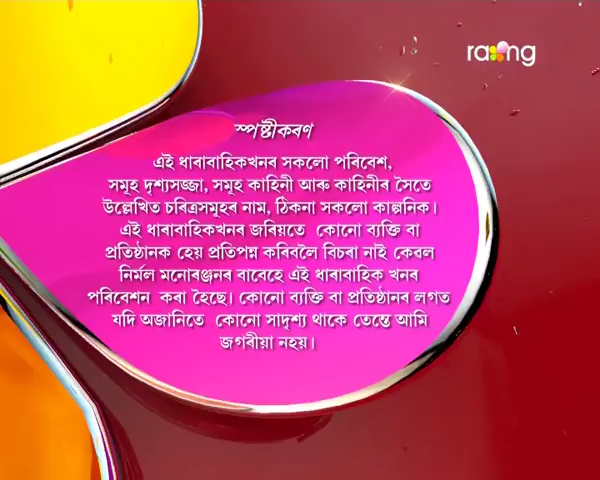 rang
স্পষ্টীকৰণ
এই ধাৰাবাহিকখনৰ সকলো পৰিবেশ,
সমূহ দৃশ্যসজ্জা, সমূহ কাহিনী আৰু কাহিনীৰ সৈতে
উল্লেখিত চৰিত্ৰসমূহৰ নাম, ঠিকনা সকলো কাল্পনিক।
এই ধাৰাবাহিকখনৰ জৰিয়তে কোনো ব্যক্তি বা
প্ৰতিষ্ঠানক হেয় প্ৰতিপন্ন কৰিবলৈ বিচৰা নাই কেৱল
নিৰ্মল মনোৰঞ্জনৰ বাবেহে এই ধাৰাবাহিক খনৰ
পৰিবেশন কৰা হৈছে। কোনো ব্যক্তি বা প্ৰতিষ্ঠানৰ লগত
যদি অজানিতে কোনো সাদৃশ্য থাকে তেন্তে আমি
জগৰীয়া নহয়।